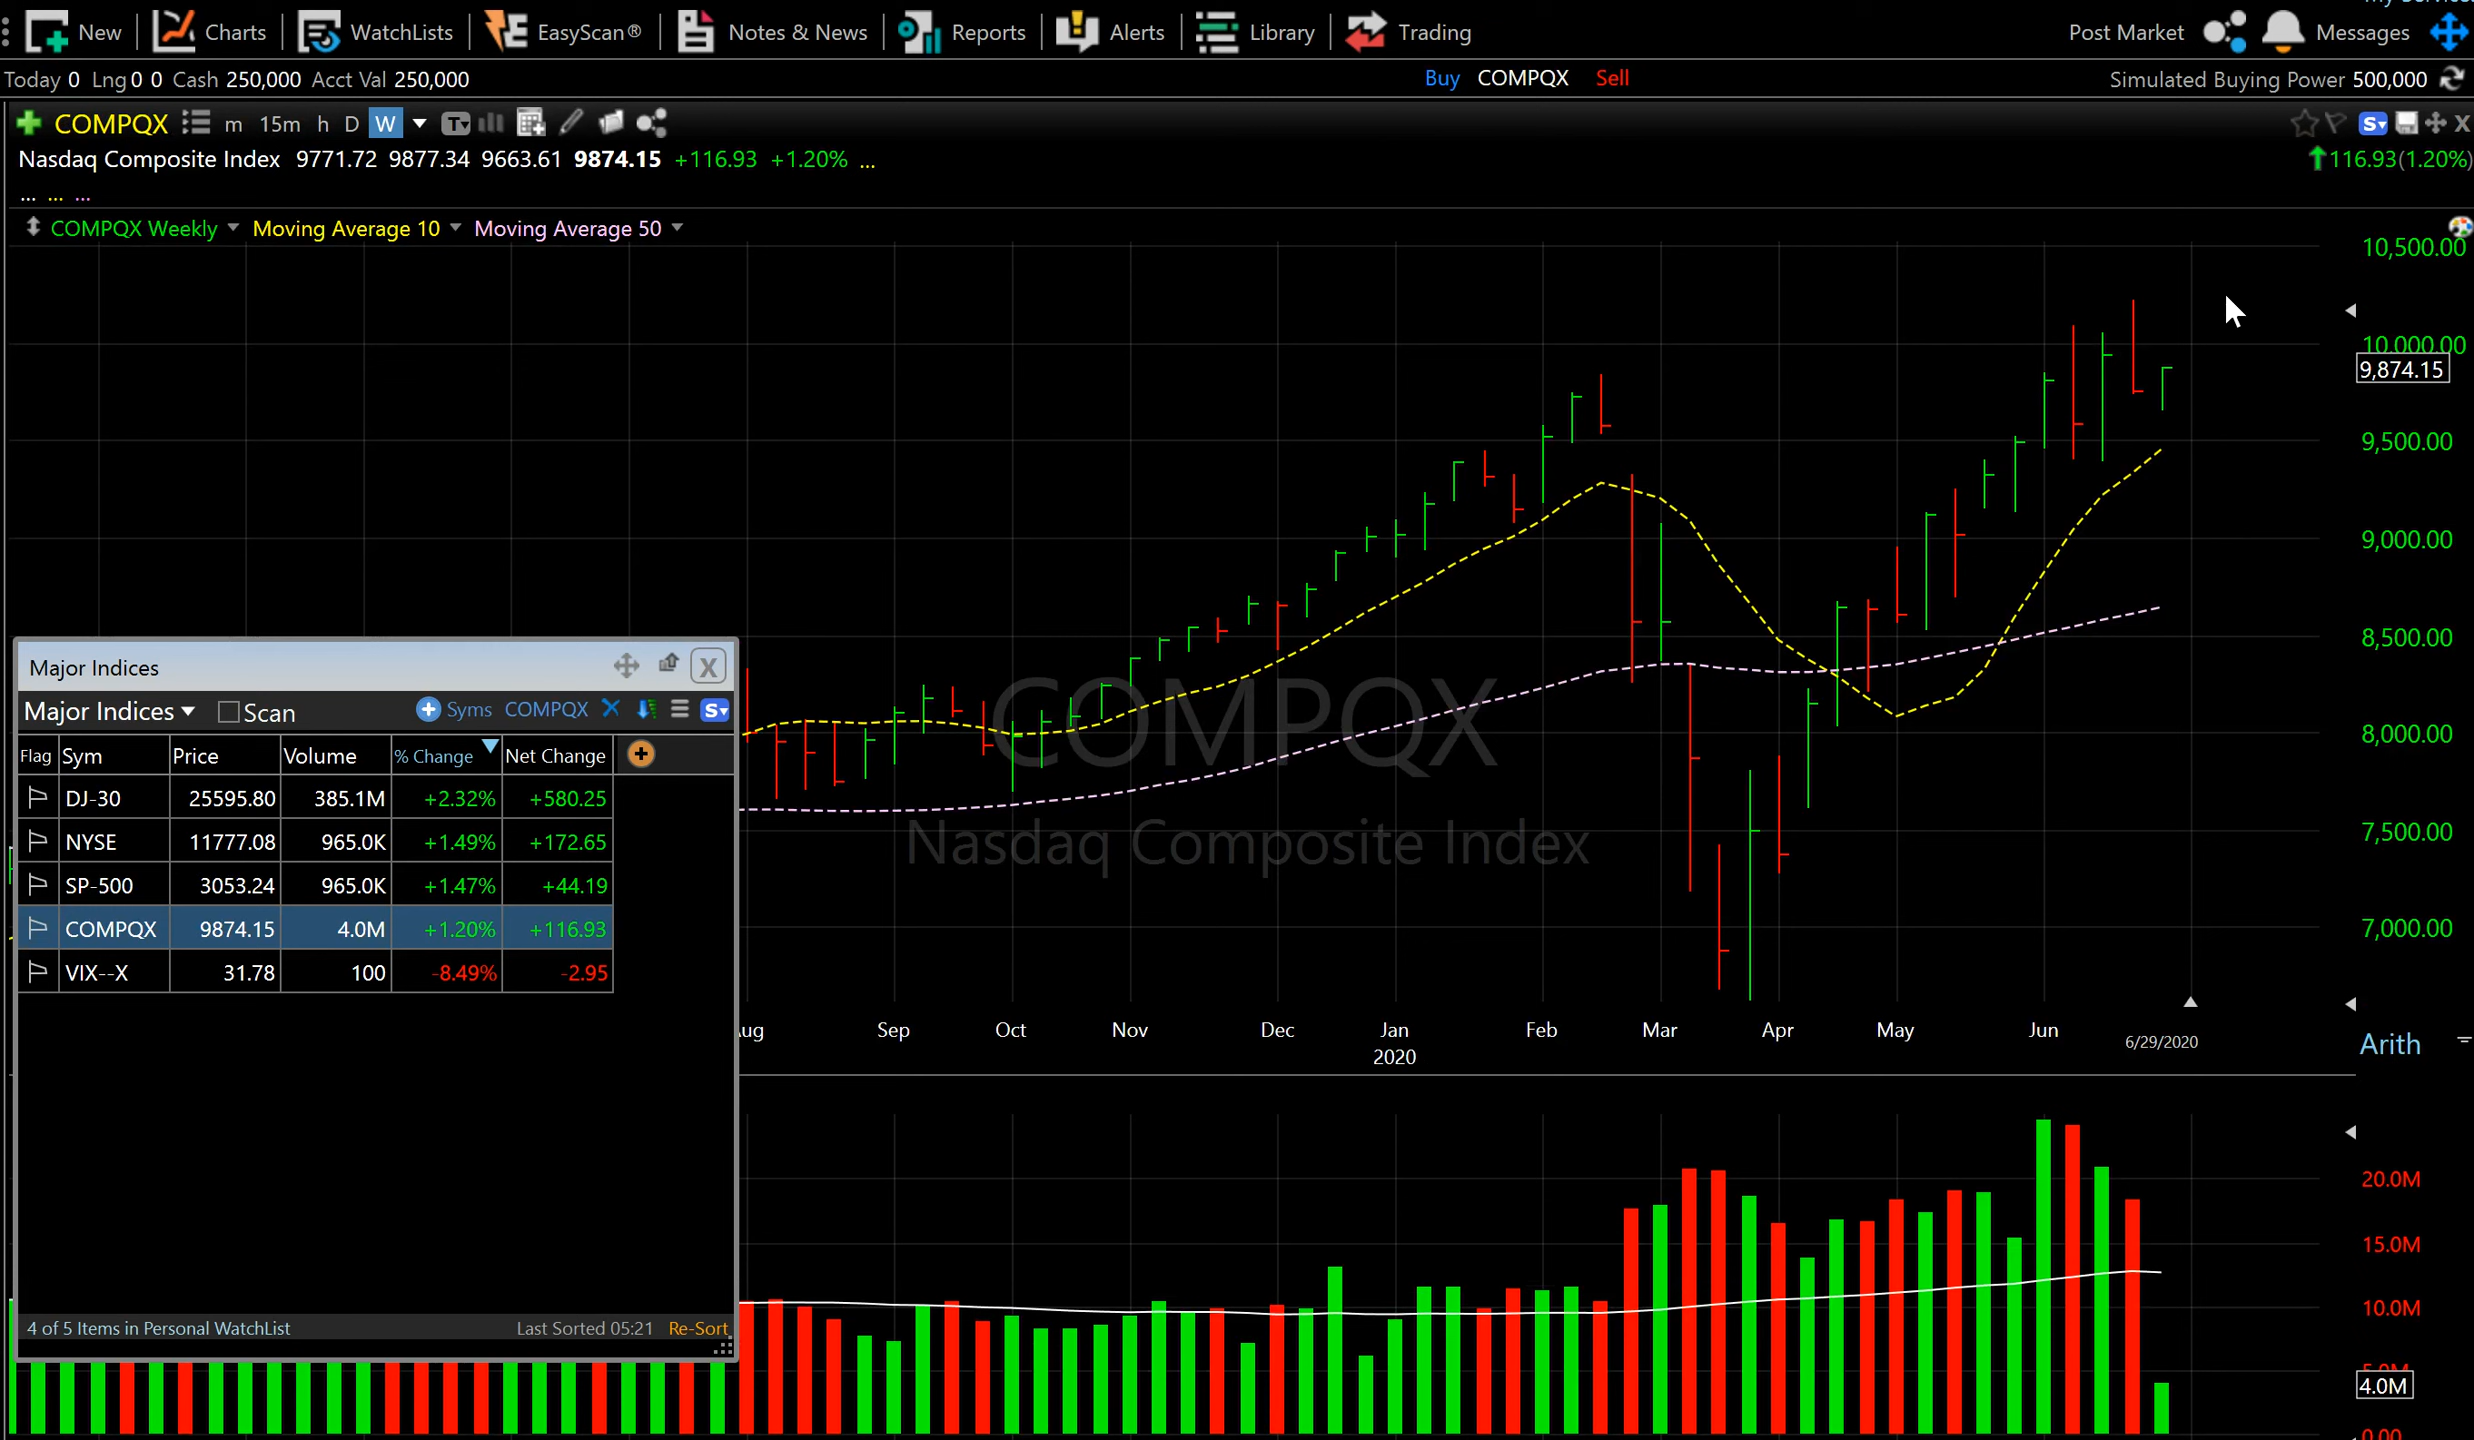 New Charts WatchLists EasyScan® Notes & News Reports Alerts Library Trading Post Market Messages
Today 0 Lng 0 0 Cash 250,000 Acct Val 250,000 Buy COMPQX Sell Simulated Buying Power 500,000
COMPQX m 15m h D W T S
Nasdaq Composite Index 9771.72 9877.34 9663.61 9874.15 +116.93 +1.20% ... 116.93(1.20%)
... ... ...
COMPQX Weekly Moving Average 10 Moving Average 50
10,500.00
10,000.00
9,874.15
9,500.00
9,000.00
8,500.00
8,000.00
7,500.00
7,000.00
COMPQX
Nasdaq Composite Index
Major Indices X
Major Indices Scan Syms COMPQX S
Flag Sym Price Volume % Change Net Change
DJ-30 25595.80 385.1M +2.32% +580.25
NYSE 11777.08 965.0K +1.49% +172.65
SP-500 3053.24 965.0K +1.47% +44.19
COMPQX 9874.15 4.0M +1.20% +116.93
VIX--X 31.78 100 -8.49% -2.95
4 of 5 Items in Personal WatchList Last Sorted 05:21 Re-Sort
Sep Oct Nov Dec Jan Feb Mar Apr May Jun
2020
6/29/2020
Arith
20.0M
15.0M
10.0M
4.0M